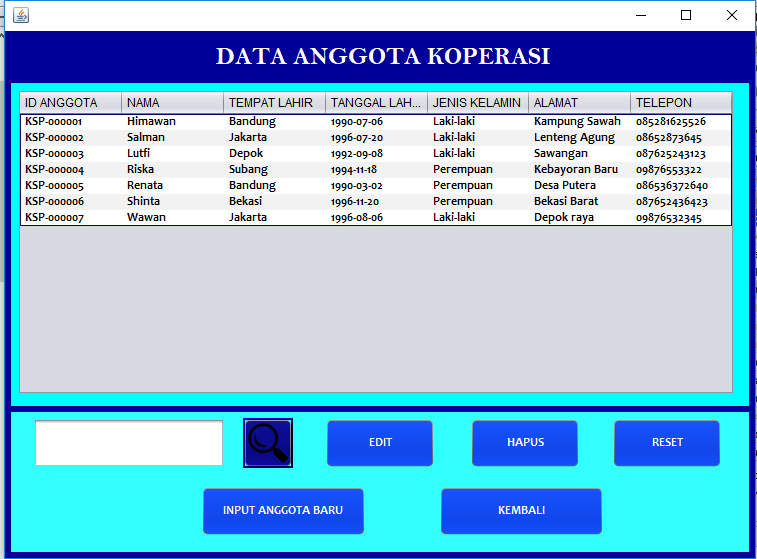 DATA ANGGOTA KOPERASI
ID ANGGOTA NAMA TEMPAT LAHIR TANGGAL LAH... JENIS KELAMIN ALAMAT TELEPON
KSP-000001 Himawan Bandung 1990-07-06 Laki-laki Kampung Sawah 085281625526
KSP-000002 Salman Jakarta 1996-07-20 Laki-laki Lenteng Agung 08652873645
KSP-000003 Lutfi Depok 1992-09-08 Laki-laki Sawangan 087625243123
KSP-000004 Riska Subang 1994-11-18 Perempuan Kebayoran Baru 09876553322
KSP-000005 Renata Bandung 1990-03-02 Perempuan Desa Putera 086536372640
KSP-000006 Shinta Bekasi 1996-11-20 Perempuan Bekasi Barat 087652436423
KSP-000007 Wawan Jakarta 1996-08-06 Laki-laki Depok raya 09876532345
EDIT HAPUS RESET
INPUT ANGGOTA BARU KEMBALI